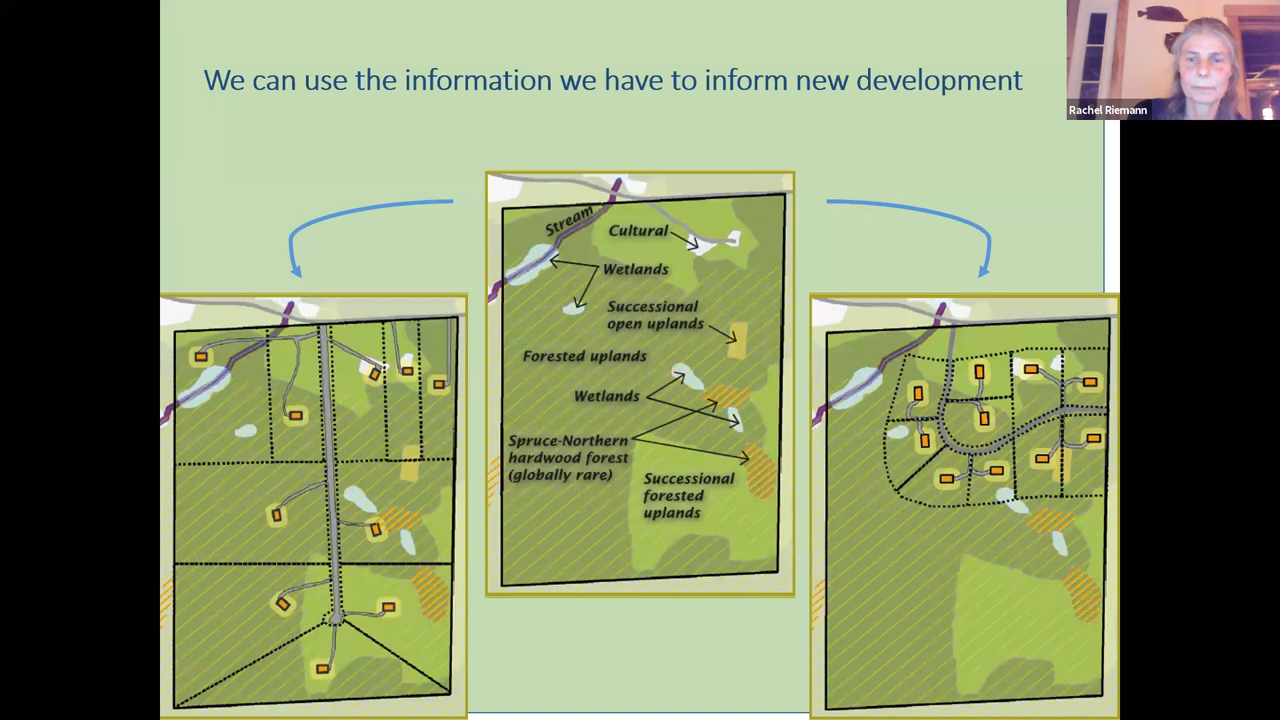 We can use the information we have to inform new development
Rachel Riemann
Stream
Cultural
Wetlands
Successional
open uplands
Forested uplands
Wetlands
Spruce-Northern
hardwood forest
(globally rare)
Successional
forested
uplands